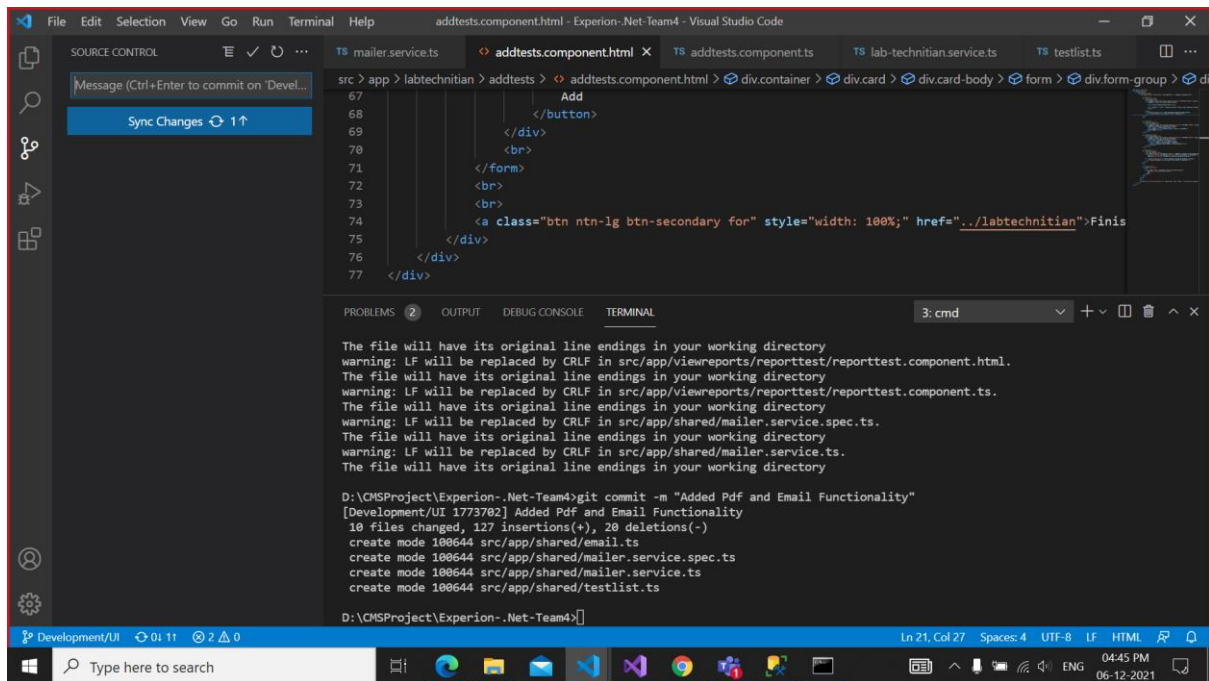 File Edit Selection View Go Run Terminal Help addtests.component.html - Experion-.Net-Team4 - Visual Studio Code
SOURCE CONTROL
Message (Ctrl+Enter to commit on 'Devel...
Sync Changes 1↑
TS mailer.service.ts <> addtests.component.html × TS addtests.component.ts TS lab-technitian.service.ts TS testlist.ts
src > app > labtechnitian > addtests > <> addtests.component.html > div.container > div.card > div.card-body > form > div.form-group > d
67 Add
68 </button>
69 </div>
70 <br>
71 </form>
72 <br>
73 <br>
74 <a class="btn ntn-lg btn-secondary for" style="width: 100%;" href="../labtechnitian">Finis
75 </div>
76 </div>
77 </div>
PROBLEMS 2 OUTPUT DEBUG CONSOLE TERMINAL 3: cmd
The file will have its original line endings in your working directory
warning: LF will be replaced by CRLF in src/app/viewreports/reporttest/reporttest.component.html.
The file will have its original line endings in your working directory
warning: LF will be replaced by CRLF in src/app/viewreports/reporttest/reporttest.component.ts.
The file will have its original line endings in your working directory
warning: LF will be replaced by CRLF in src/app/shared/mailer.service.spec.ts.
The file will have its original line endings in your working directory
warning: LF will be replaced by CRLF in src/app/shared/mailer.service.ts.
The file will have its original line endings in your working directory
D:\CMSProject\Experion-.Net-Team4>git commit -m "Added Pdf and Email Functionality"
[Development/UI 1773702] Added Pdf and Email Functionality
10 files changed, 127 insertions(+), 20 deletions(-)
create mode 100644 src/app/shared/email.ts
create mode 100644 src/app/shared/mailer.service.spec.ts
create mode 100644 src/app/shared/mailer.service.ts
create mode 100644 src/app/shared/testlist.ts
D:\CMSProject\Experion-.Net-Team4>
Development/UI 0↓ 1↑ 2 0 Ln 21, Col 27 Spaces: 4 UTF-8 LF HTML
Type here to search ENG 04:45 PM
06-12-2021